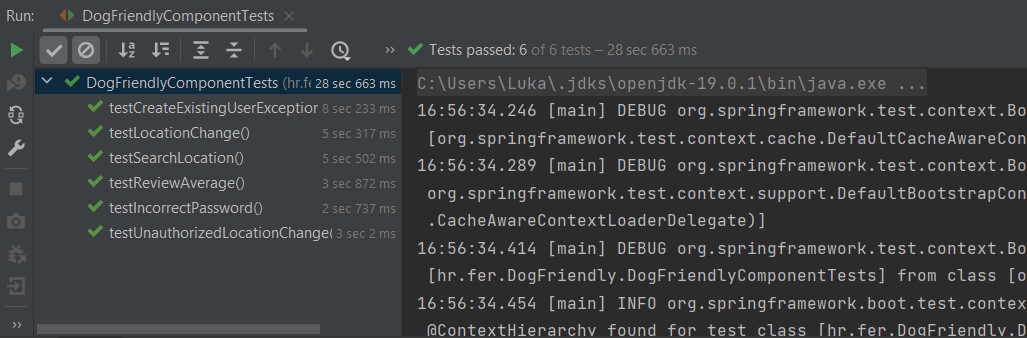 Run: DogFriendlyComponentTests
Tests passed: 6 of 6 tests – 28 sec 663 ms
DogFriendlyComponentTests (hr.fe 28 sec 663 ms
testCreateExistingUserException 8 sec 233 ms
testLocationChange() 5 sec 317 ms
testSearchLocation() 5 sec 502 ms
testReviewAverage() 3 sec 872 ms
testIncorrectPassword() 2 sec 737 ms
testUnauthorizedLocationChange( 3 sec 2 ms
C:\Users\Luka\.jdks\openjdk-19.0.1\bin\java.exe ...
16:56:34.246 [main] DEBUG org.springframework.test.context.Bo
[org.springframework.test.context.cache.DefaultCacheAwareCon
16:56:34.289 [main] DEBUG org.springframework.test.context.Bo
org.springframework.test.context.support.DefaultBootstrapCon
.CacheAwareContextLoaderDelegate)]
16:56:34.414 [main] DEBUG org.springframework.test.context.Bo
[hr.fer.DogFriendly.DogFriendlyComponentTests] from class [o
16:56:34.454 [main] INFO org.springframework.boot.test.contex
@ContextHierarchy found for test class [hr.fer.DogFriendly.D